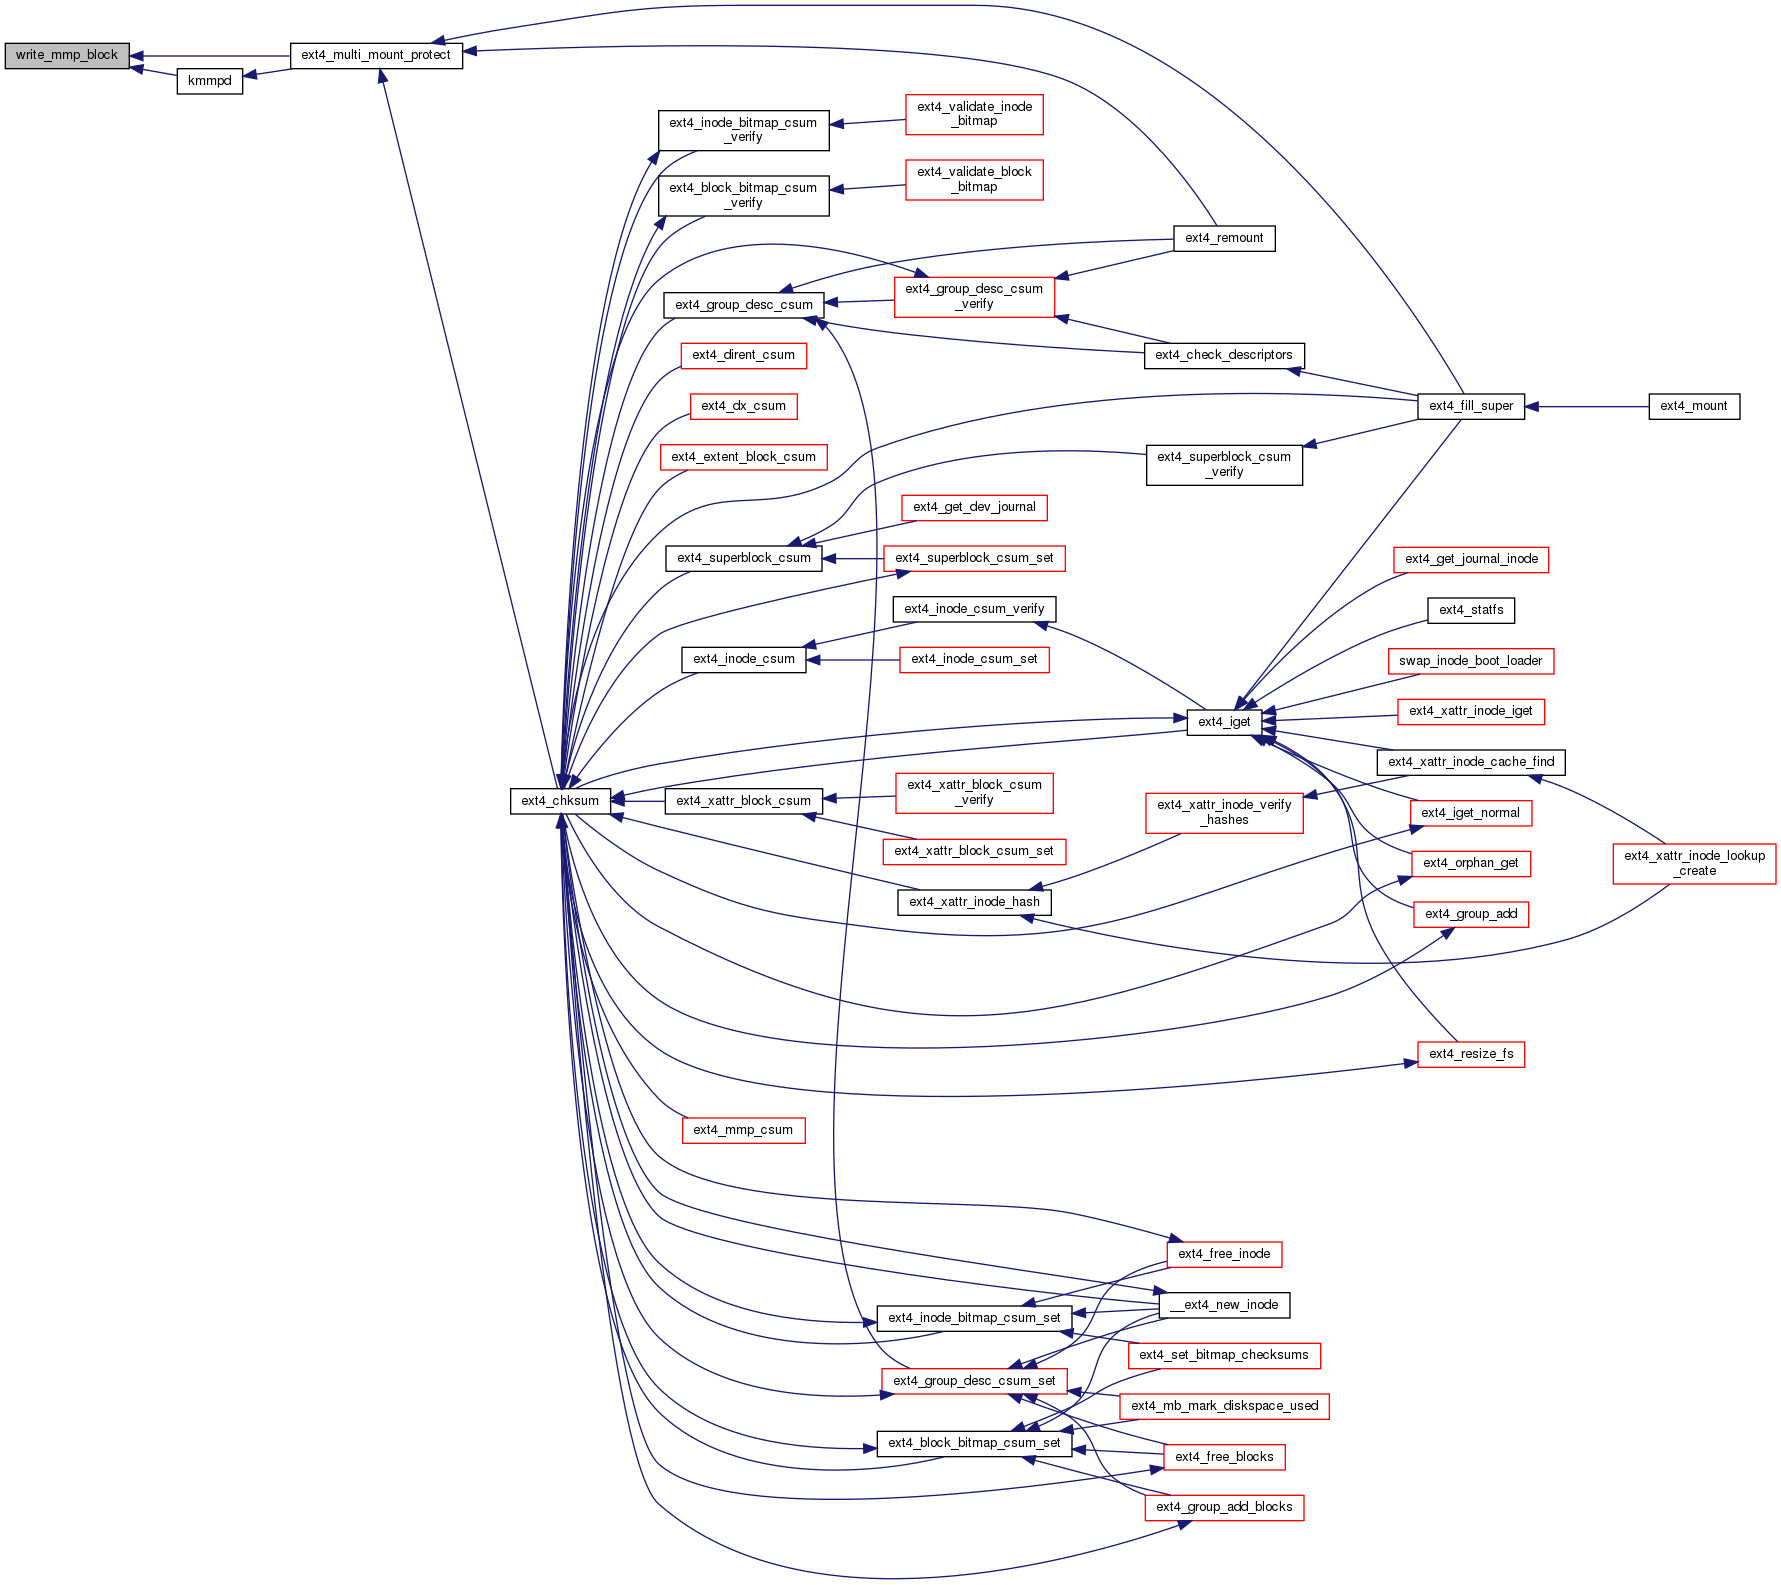 write_mmp_block
kmmpd
ext4_multi_mount_protect
ext4_chksum
ext4_inode_bitmap_csum
_verify
ext4_block_bitmap_csum
_verify
ext4_group_desc_csum
ext4_dirent_csum
ext4_dx_csum
ext4_extent_block_csum
ext4_superblock_csum
ext4_inode_csum
ext4_xattr_block_csum
ext4_mmp_csum
ext4_validate_inode
_bitmap
ext4_validate_block
_bitmap
ext4_group_desc_csum
_verify
ext4_get_dev_journal
ext4_superblock_csum_set
ext4_inode_csum_verify
ext4_inode_csum_set
ext4_xattr_block_csum
_verify
ext4_xattr_block_csum_set
ext4_xattr_inode_hash
ext4_inode_bitmap_csum_set
ext4_group_desc_csum_set
ext4_block_bitmap_csum_set
ext4_remount
ext4_check_descriptors
ext4_superblock_csum
_verify
ext4_iget
ext4_xattr_inode_verify
_hashes
ext4_free_inode
__ext4_new_inode
ext4_set_bitmap_checksums
ext4_mb_mark_diskspace_used
ext4_free_blocks
ext4_group_add_blocks
ext4_fill_super
ext4_get_journal_inode
ext4_statfs
swap_inode_boot_loader
ext4_xattr_inode_iget
ext4_xattr_inode_cache_find
ext4_iget_normal
ext4_orphan_get
ext4_group_add
ext4_resize_fs
ext4_mount
ext4_xattr_inode_lookup
_create